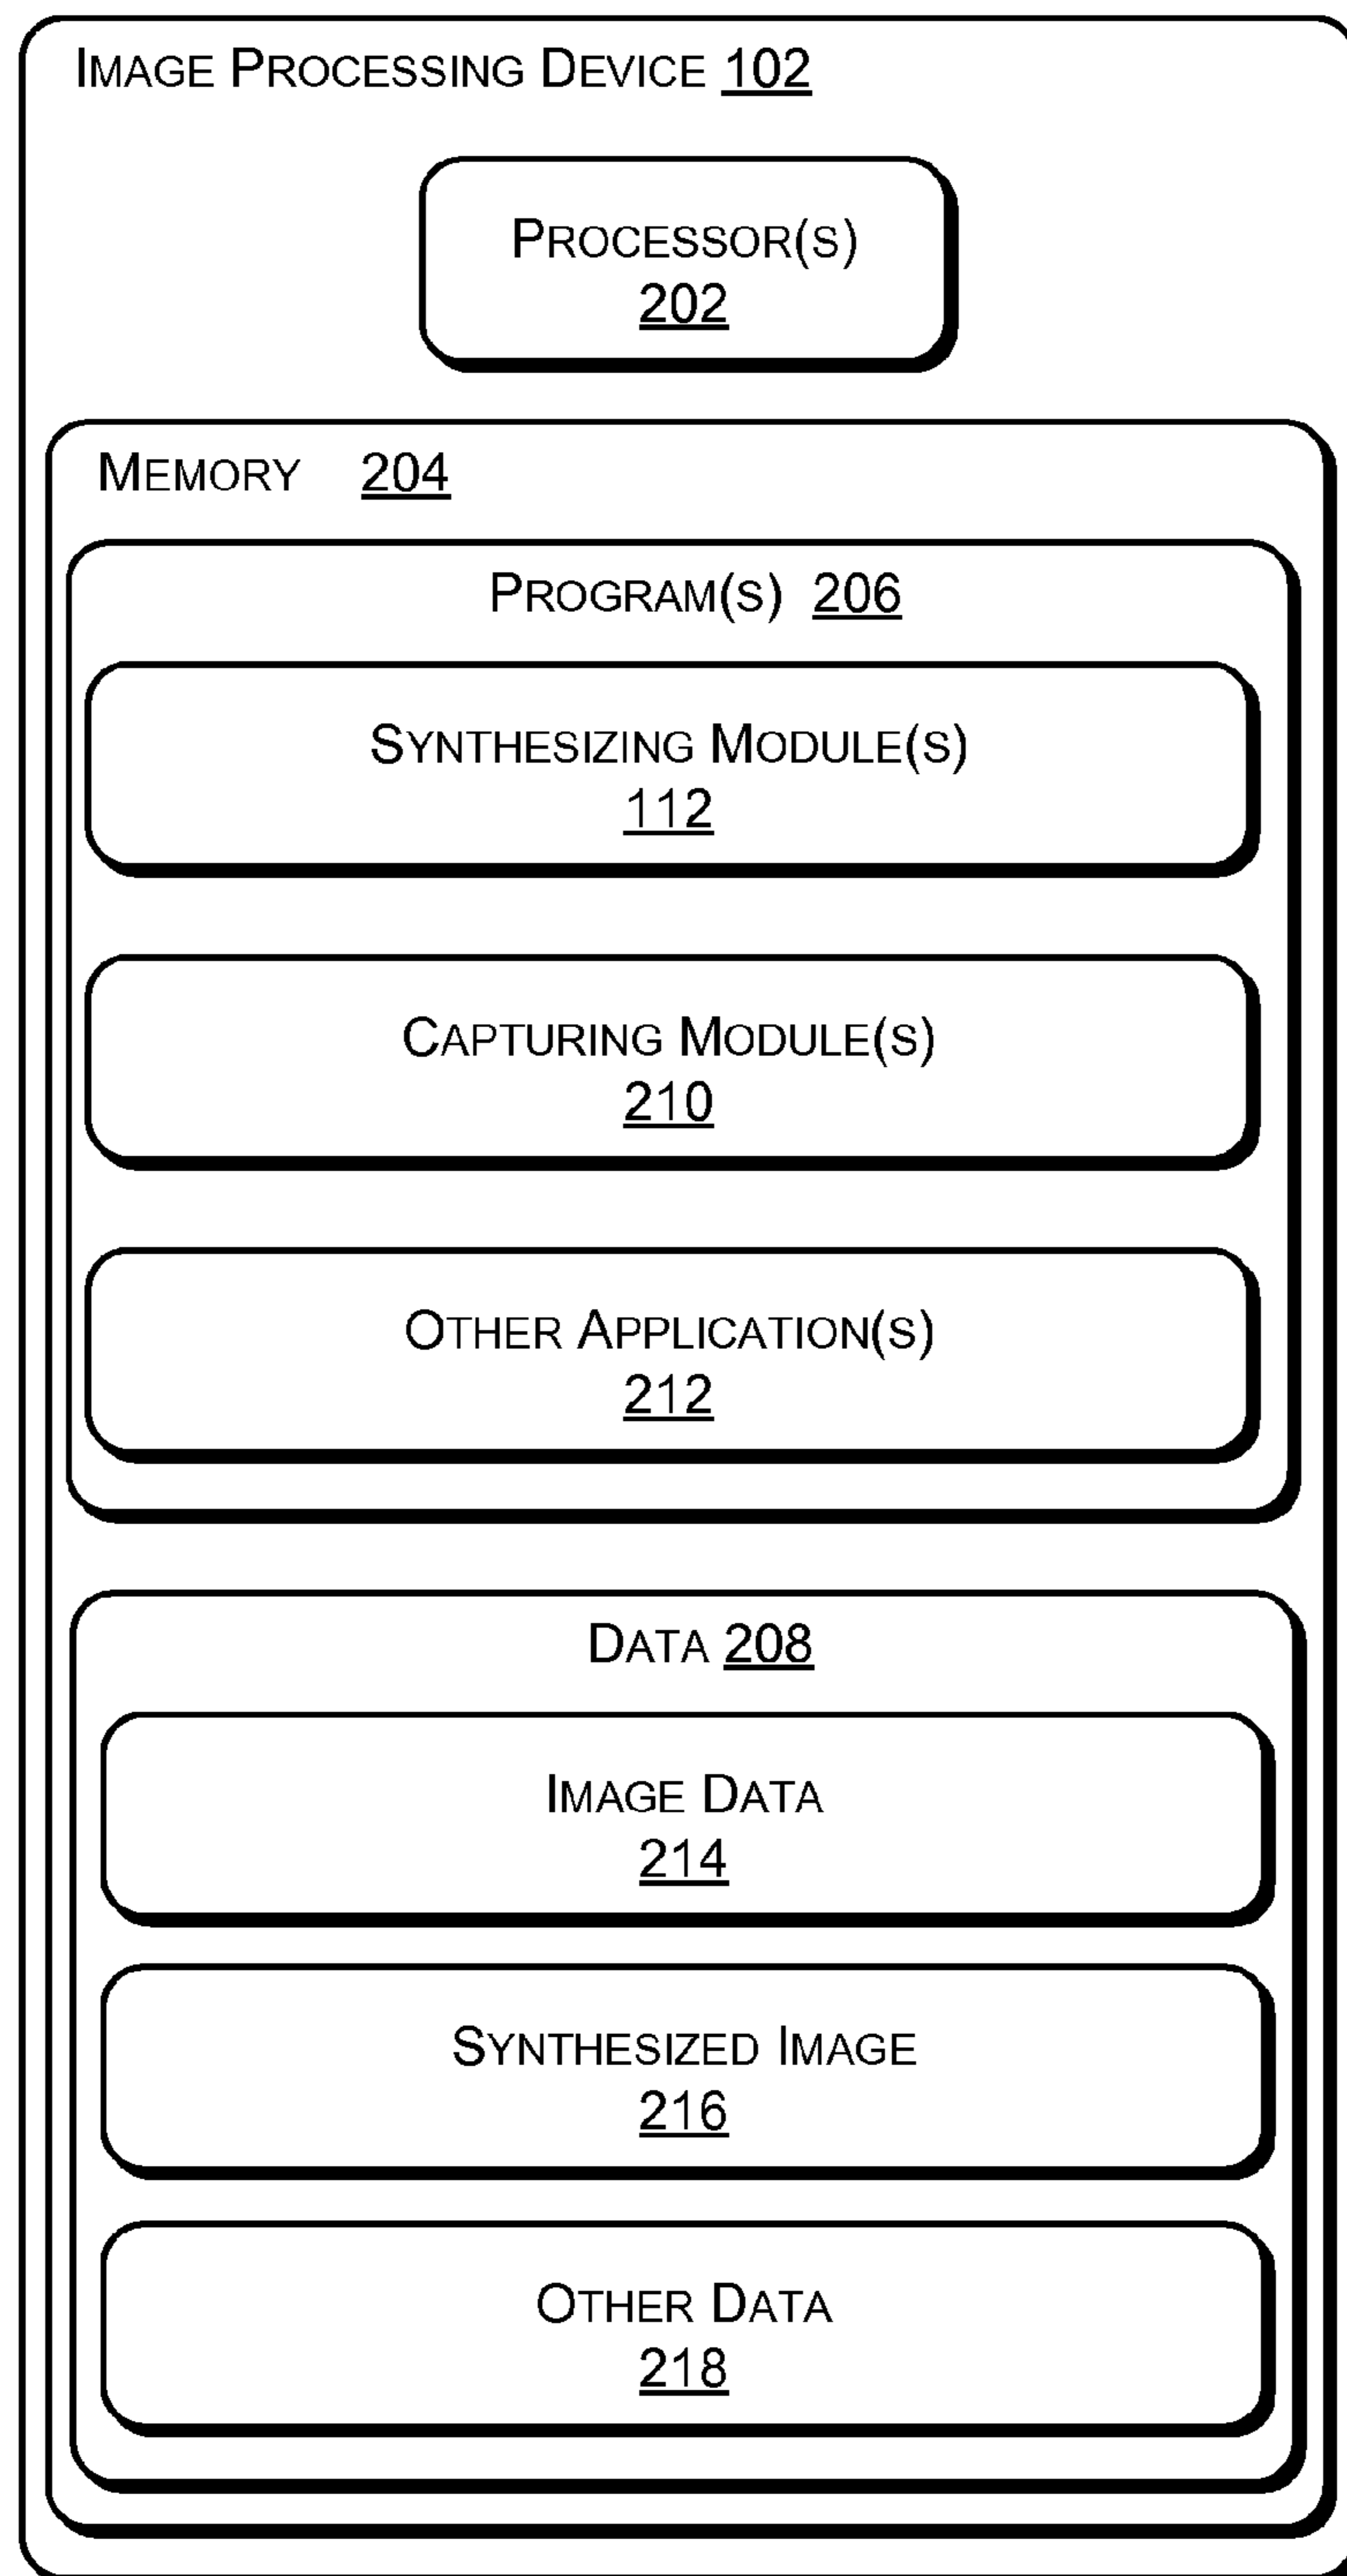 IMAGE PROCESSING DEVICE 102
PROCESSOR(S)
202
MEMORY 204
PROGRAM(S) 206
SYNTHESIZING MODULE(S)
112
CAPTURING MODULE(S)
210
OTHER APPLICATION(S)
212
DATA 208
IMAGE DATA
214
SYNTHESIZED IMAGE
216
OTHER DATA
218